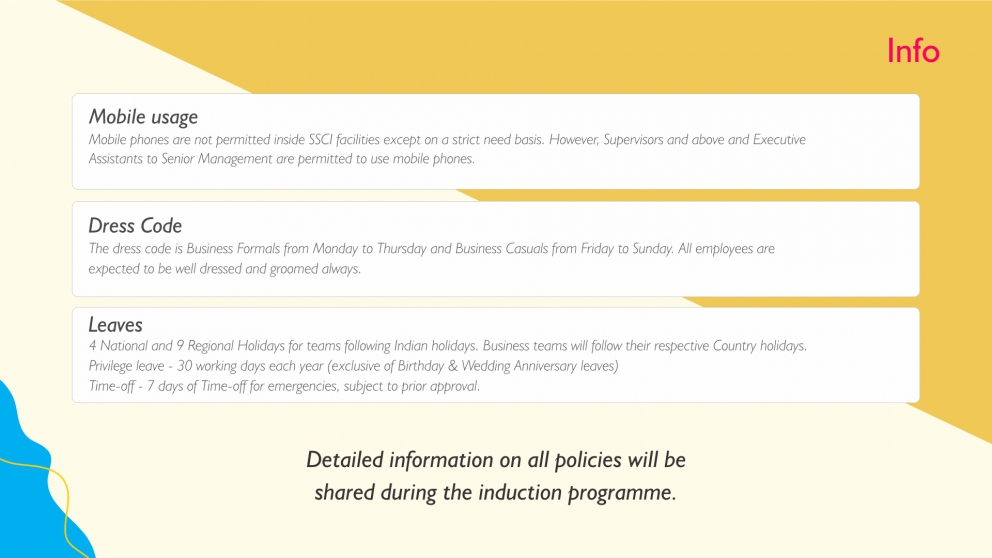 Info
Mobile usage
Mobile phones are not permitted inside SSCI facilities except on a strict need basis. However, Supervisors and above and Executive
Assistants to Senior Management are permitted to use mobile phones.
Dress Code
The dress code is Business Formals from Monday to Thursday and Business Casuals from Friday to Sunday. All employees are
expected to be well dressed and groomed always.
Leaves
4 National and 9 Regional Holidays for teams following Indian holidays. Business teams will follow their respective Country holidays.
Privilege leave - 30 working days each year (exclusive of Birthday & Wedding Anniversary leaves)
Time-off - 7 days of Time-off for emergencies, subject to prior approval.
Detailed information on all policies will be
shared during the induction programme.